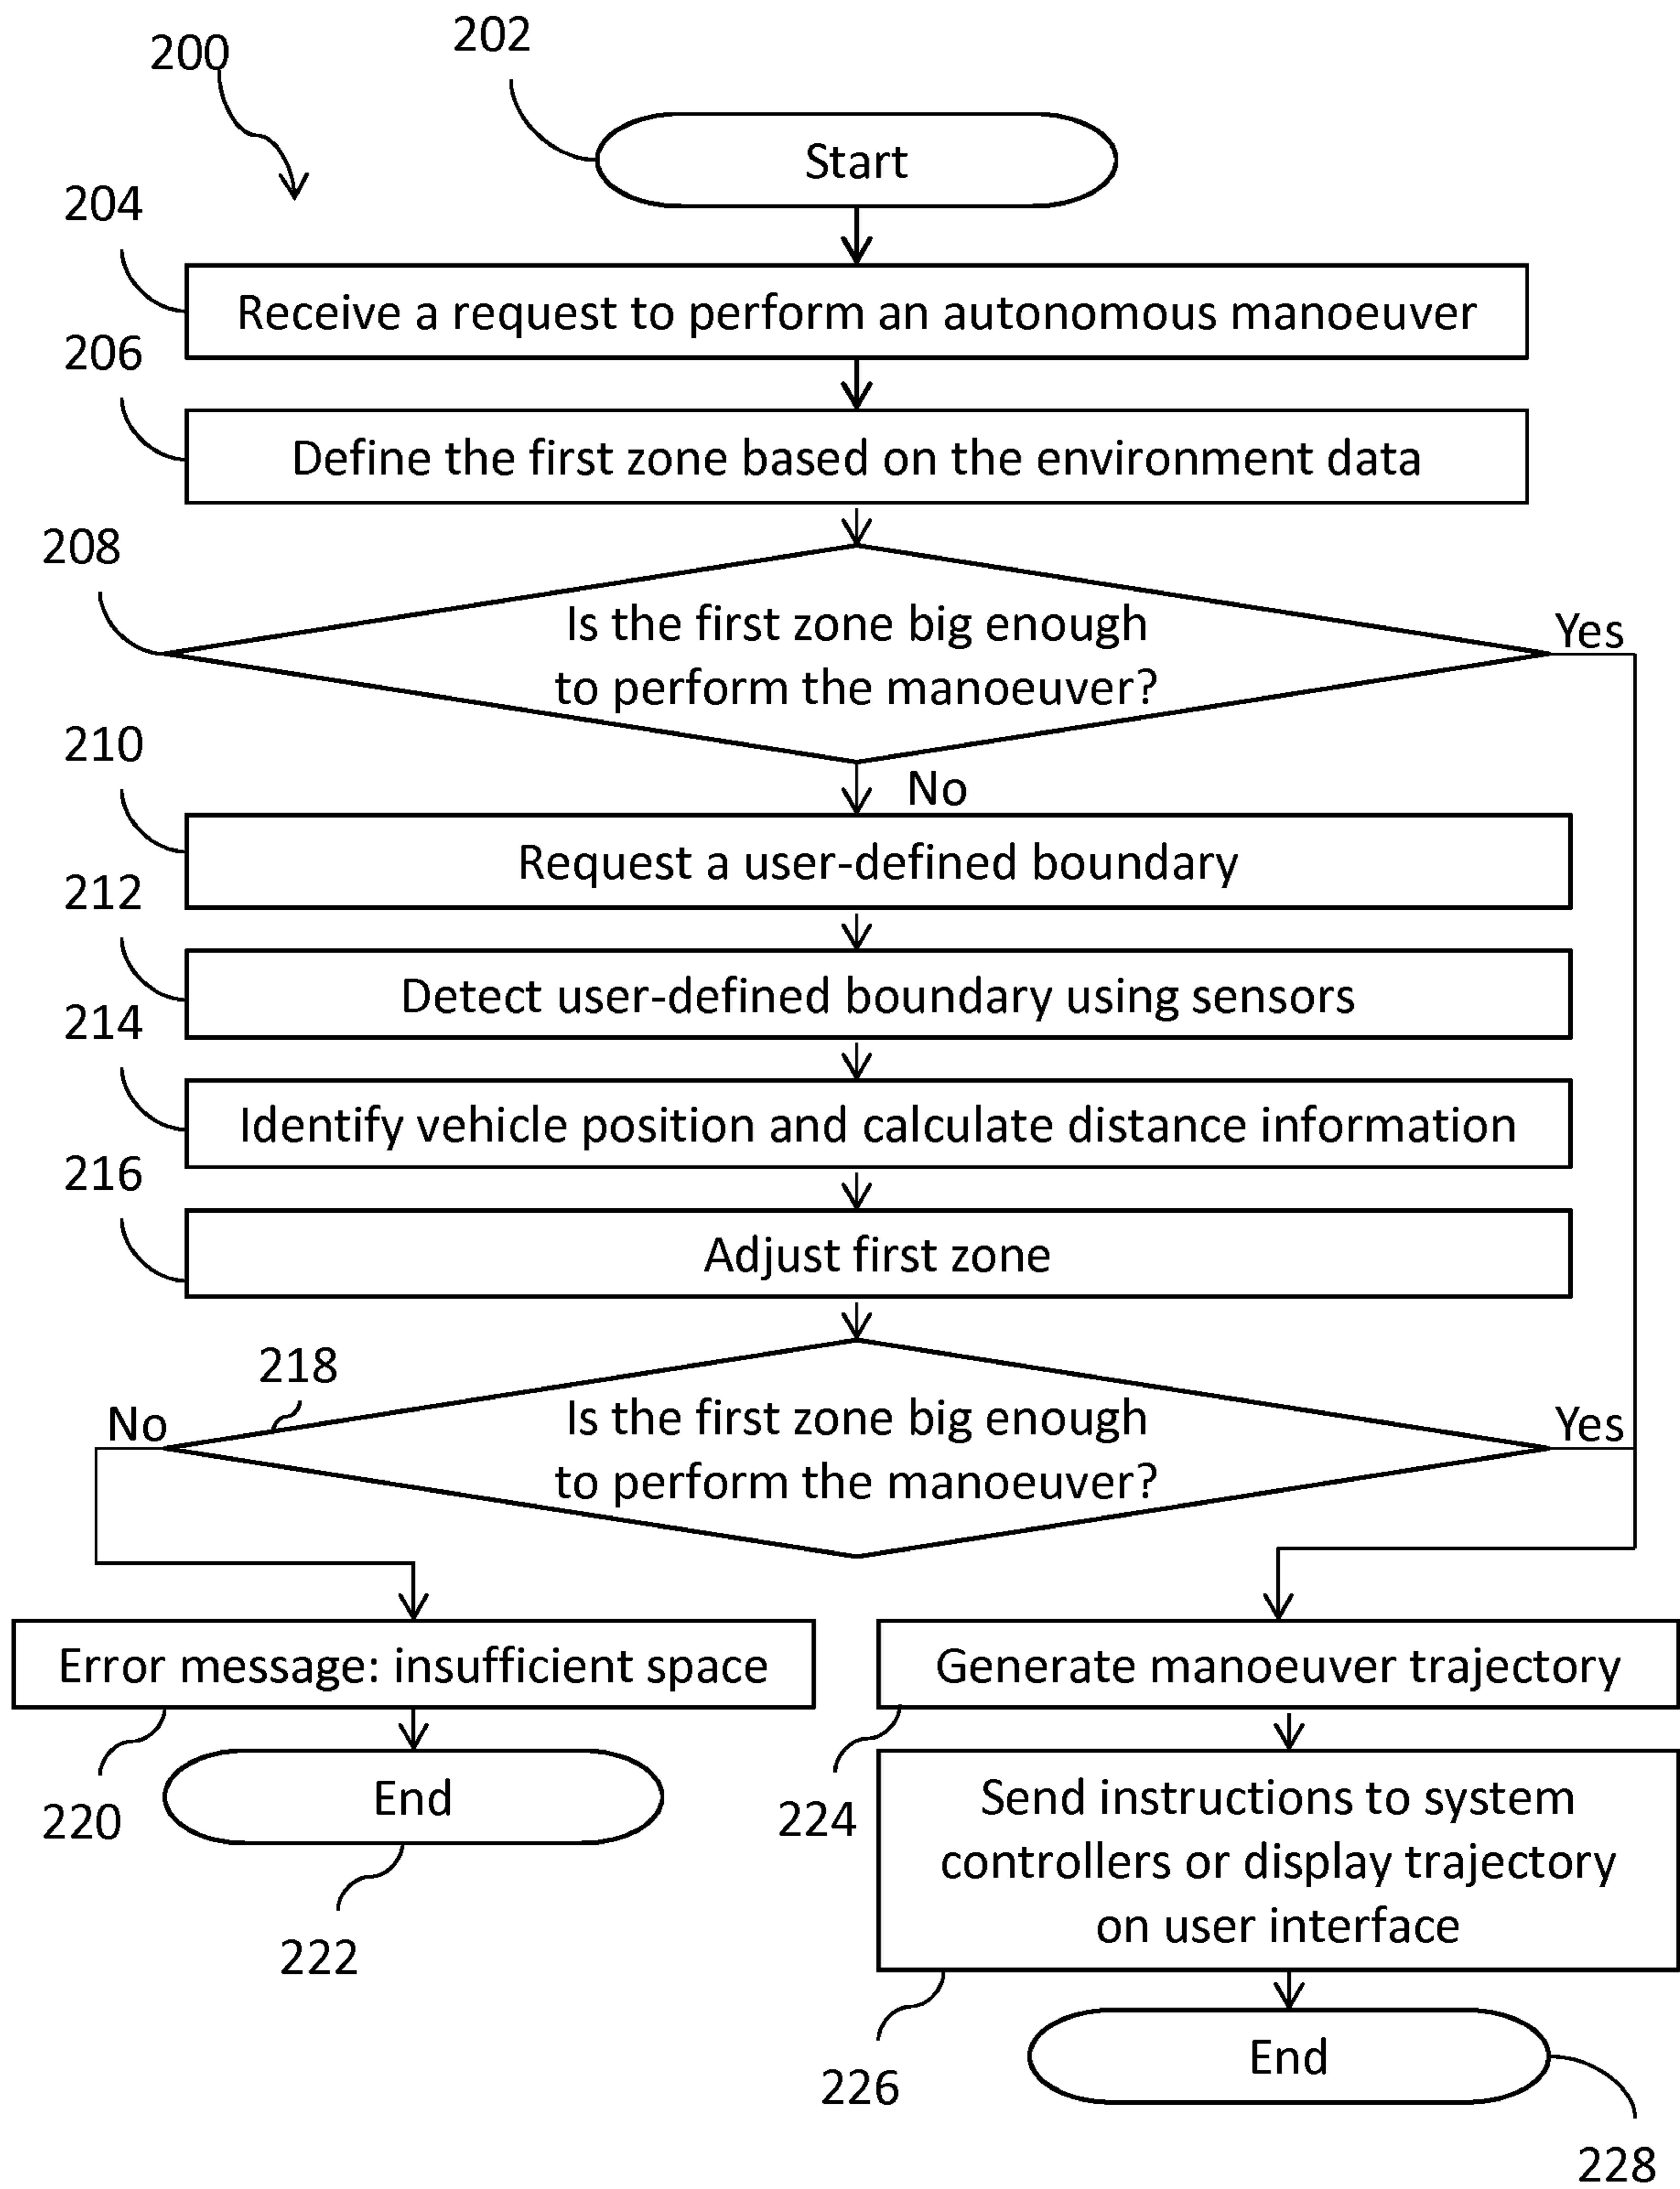 200
202
Start
204
Receive a request to perform an autonomous manoeuver
206
Define the first zone based on the environment data
208
Is the first zone big enough
to perform the manoeuver?
Yes
No
210
Request a user-defined boundary
212
Detect user-defined boundary using sensors
214
Identify vehicle position and calculate distance information
216
Adjust first zone
218
Is the first zone big enough
to perform the manoeuver?
No
Yes
Error message: insufficient space
Generate manoeuver trajectory
220
End
222
224
Send instructions to system
controllers or display trajectory
on user interface
226
End
228